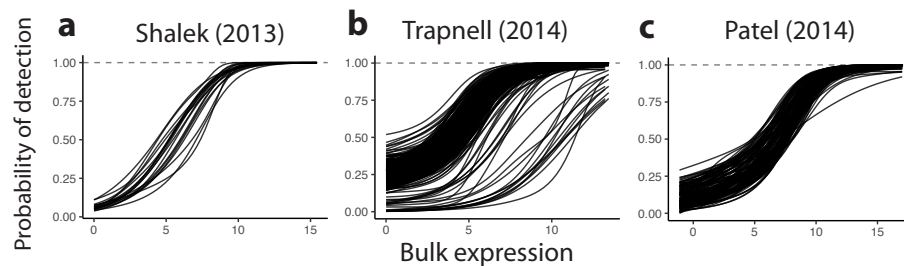 a Shalek (2013)
b Trapnell (2014)
c Patel (2014)
Probability of detection
1.00
0.75
0.50
0.25
0.00
0 5 10 15
1.00
0.75
0.50
0.25
0.00
0 5 10
1.00
0.75
0.50
0.25
0.00
0 5 10 15
Bulk expression